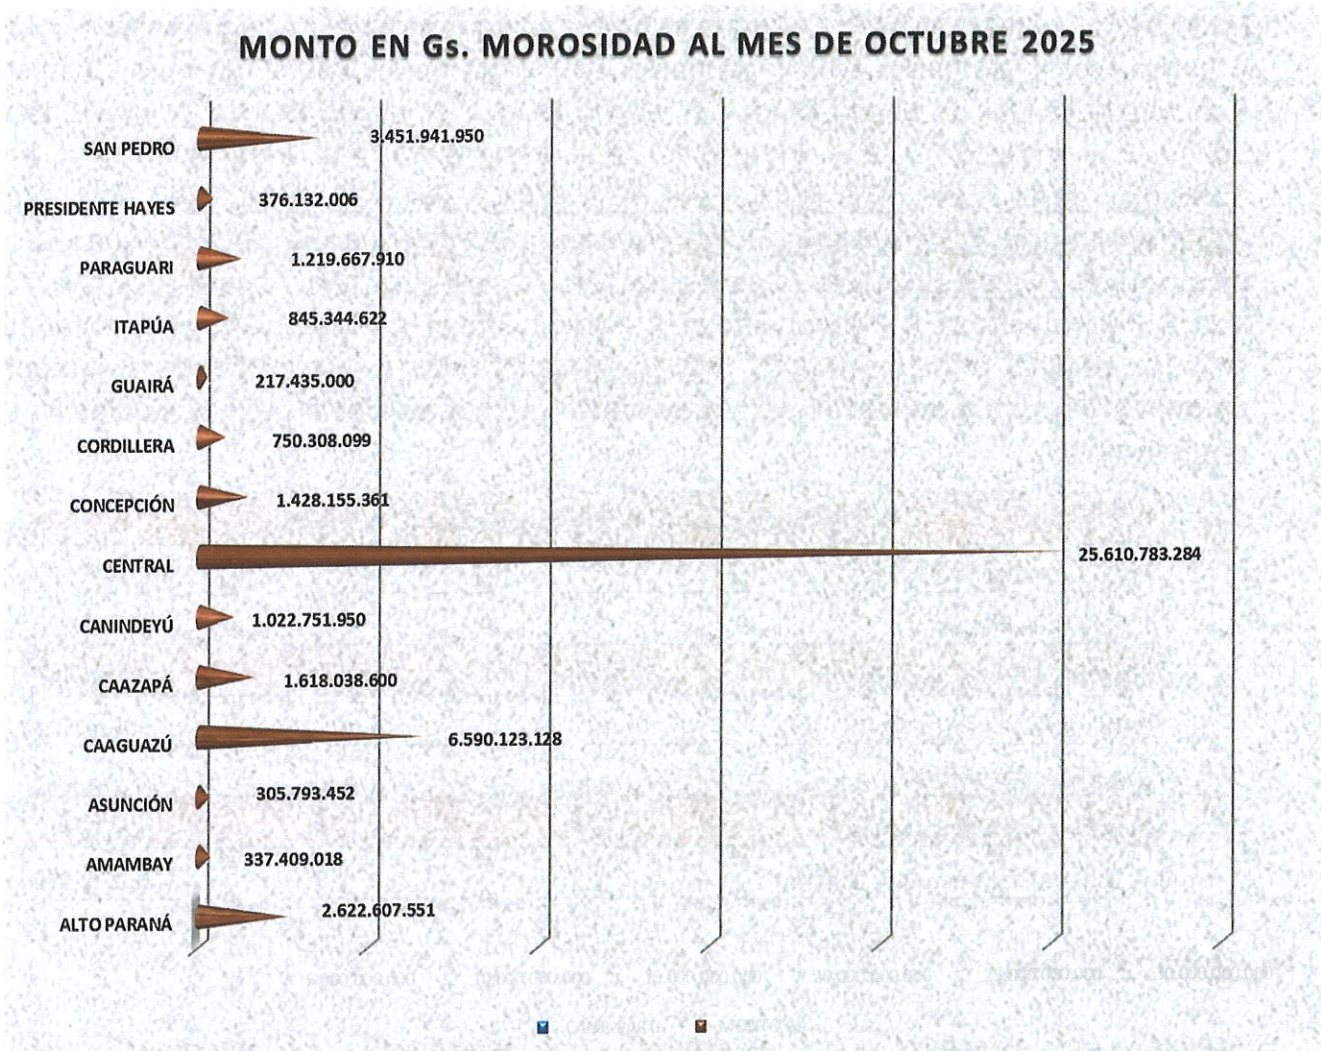 MONTO EN Gs. MOROSIDAD AL MES DE OCTUBRE 2025
SAN PEDRO 3.451.941.950
PRESIDENTE HAYES 376.132.006
PARAGUARI 1.219.667.910
ITAPÚA 845.344.622
GUAIRÁ 217.435.000
CORDILLERA 750.308.099
CONCEPCIÓN 1.428.155.361
CENTRAL 25.610.783.284
CANINDEYÚ 1.022.751.950
CAAZAPÁ 1.618.038.600
CAAGUAZÚ 6.590.123.128
ASUNCIÓN 305.793.452
AMAMBAY 337.409.018
ALTO PARANÁ 2.622.607.551